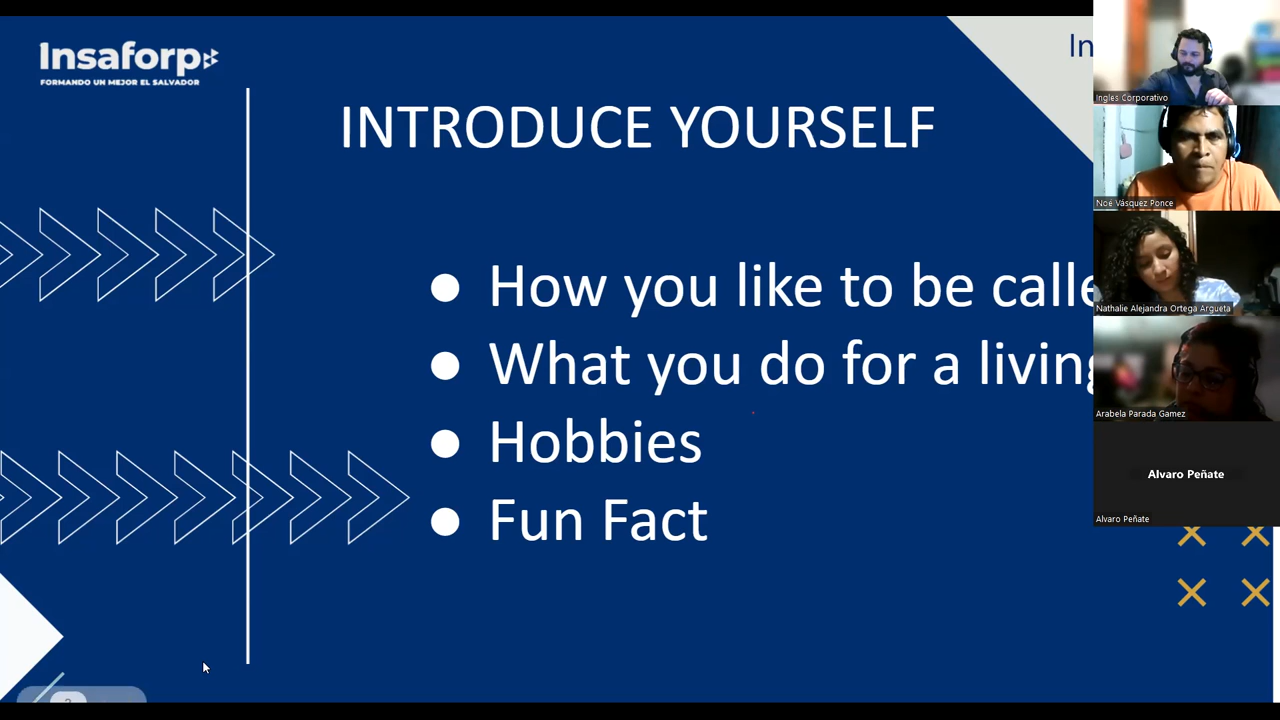 Insaforp
FORMANDO UN MEJOR EL SALVADOR
In
INTRODUCE YOURSELF
● How you like to be calle
● What you do for a living
● Hobbies
● Fun Fact
Ingles Corporativo
Noé Vásquez Ponce
Nathalie Alejandra Ortega Argueta
Arabela Parada Gamez
Alvaro Peñate
Alvaro Peñate